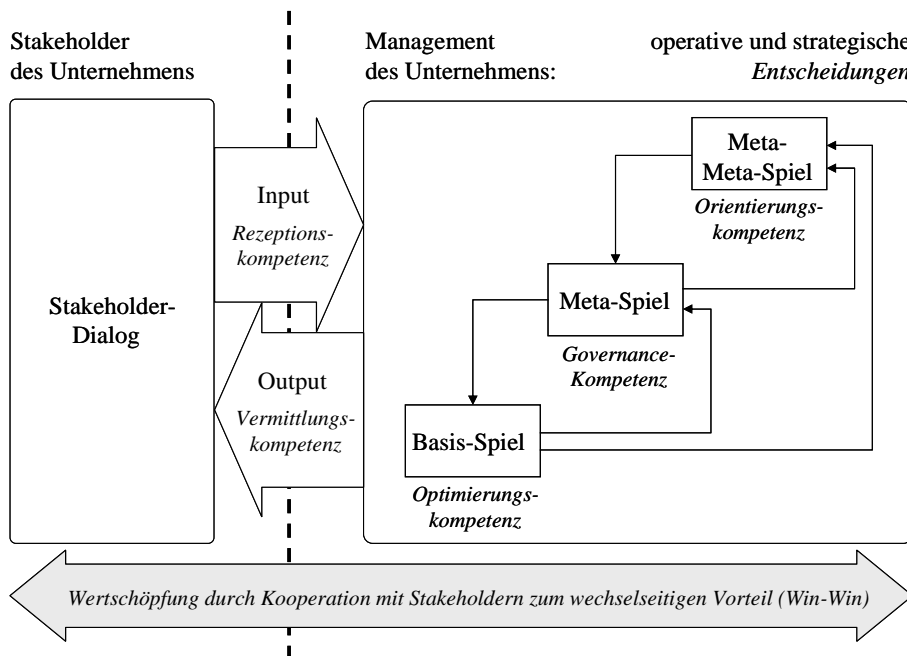 Stakeholder
des Unternehmens
Management
des Unternehmens:
operative und strategische
Entscheidungen
Stakeholder-
Dialog
Input
Rezeptions-
kompetenz
Output
Vermittlungs-
kompetenz
Meta-
Meta-Spiel
Orientierungs-
kompetenz
Meta-Spiel
Governance-
Kompetenz
Basis-Spiel
Optimierungs-
kompetenz
Wertschöpfung durch Kooperation mit Stakeholdern zum wechselseitigen Vorteil (Win-Win)